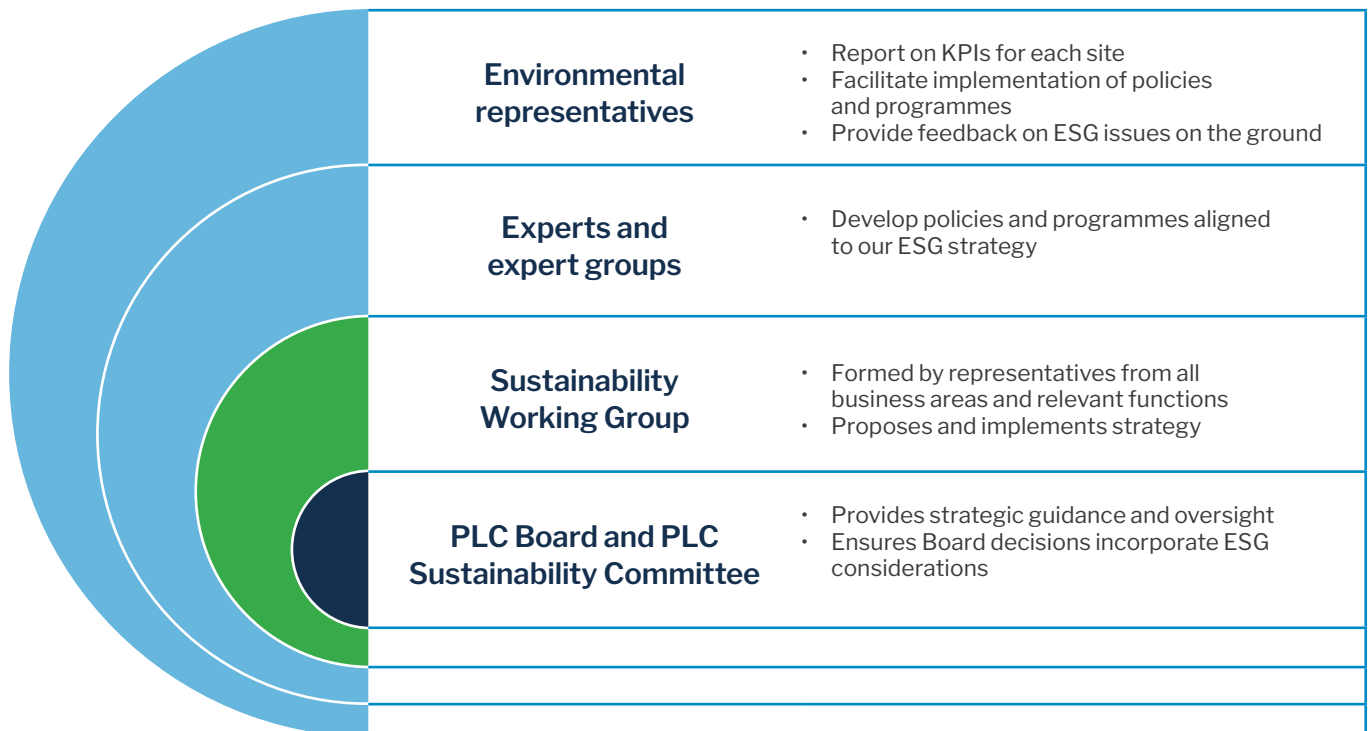 Environmental
representatives
• Report on KPIs for each site
• Facilitate implementation of policies
and programmes
• Provide feedback on ESG issues on the ground
Experts and
expert groups
• Develop policies and programmes aligned
to our ESG strategy
Sustainability
Working Group
• Formed by representatives from all
business areas and relevant functions
• Proposes and implements strategy
PLC Board and PLC
Sustainability Committee
• Provides strategic guidance and oversight
• Ensures Board decisions incorporate ESG
considerations